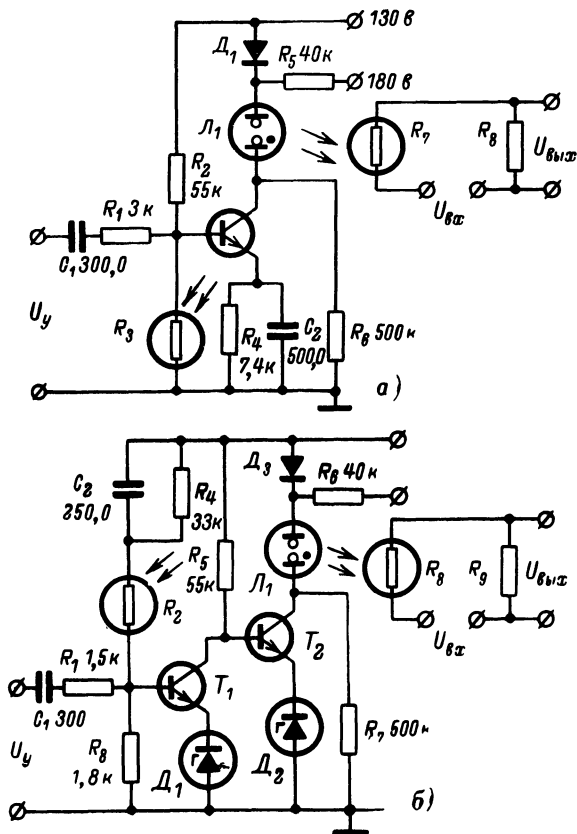 130 в
Д1
R5 40к
180 в
Л1
R7
R8
Uвых
R2
55к
Uвх
R1 3к
C1 300,0
Uу
R3
R4
7,4к
C2
500,0
R6 500к
а)
Д3
R6 40к
C2
250,0
R4
33к
R5
55к
Л1
R8
R9
Uвых
R2
Uвх
T2
R1 1,5к
T1
C1 300
Uу
R8
1,8к
Д1
Д2
R7 500к
б)